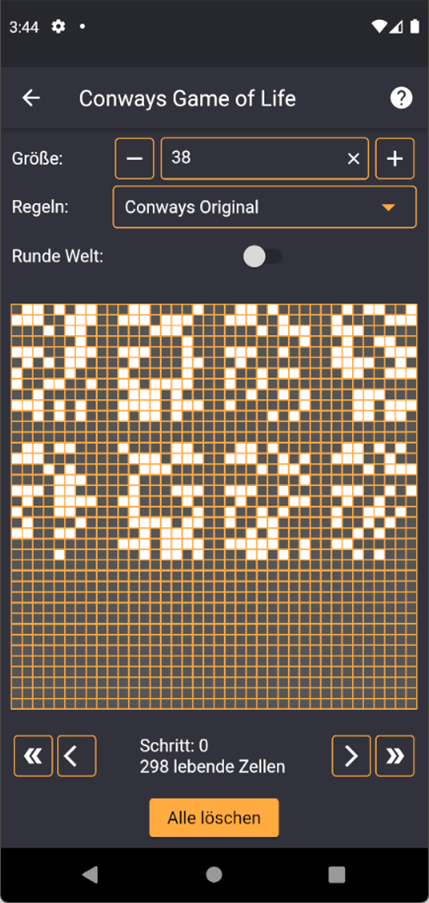 3:44
Conways Game of Life
Größe:
38
Regeln:
Conways Original
Runde Welt:
Schritt: 0
298 lebende Zellen
Alle löschen